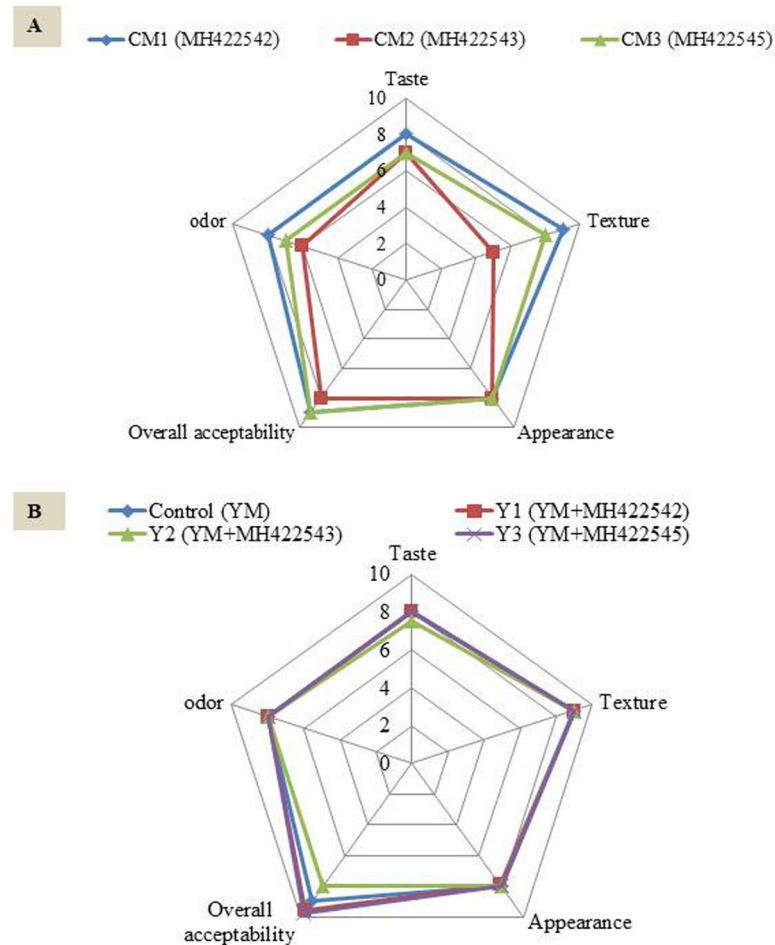 A
CM1 (MH422542) CM2 (MH422543) CM3 (MH422545)
Taste
10
8
6
4
2
0
odor
Texture
Overall acceptability
Appearance
B
Control (YM) Y1 (YM+MH422542)
Y2 (YM+MH422543) Y3 (YM+MH422545)
Taste
10
8
6
4
2
0
odor
Texture
Overall
acceptability
Appearance